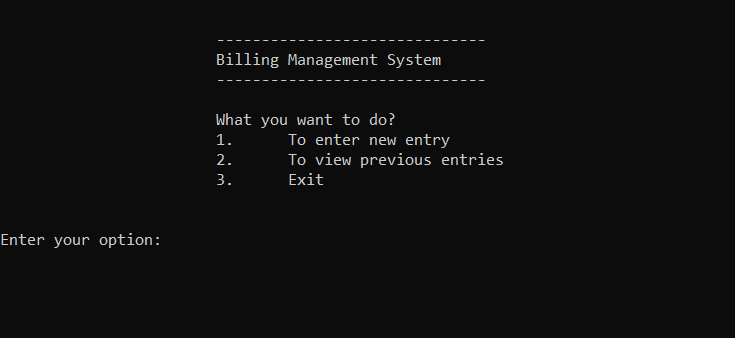 ------------------------------
Billing Management System
------------------------------
What you want to do?
1. To enter new entry
2. To view previous entries
3. Exit
Enter your option: